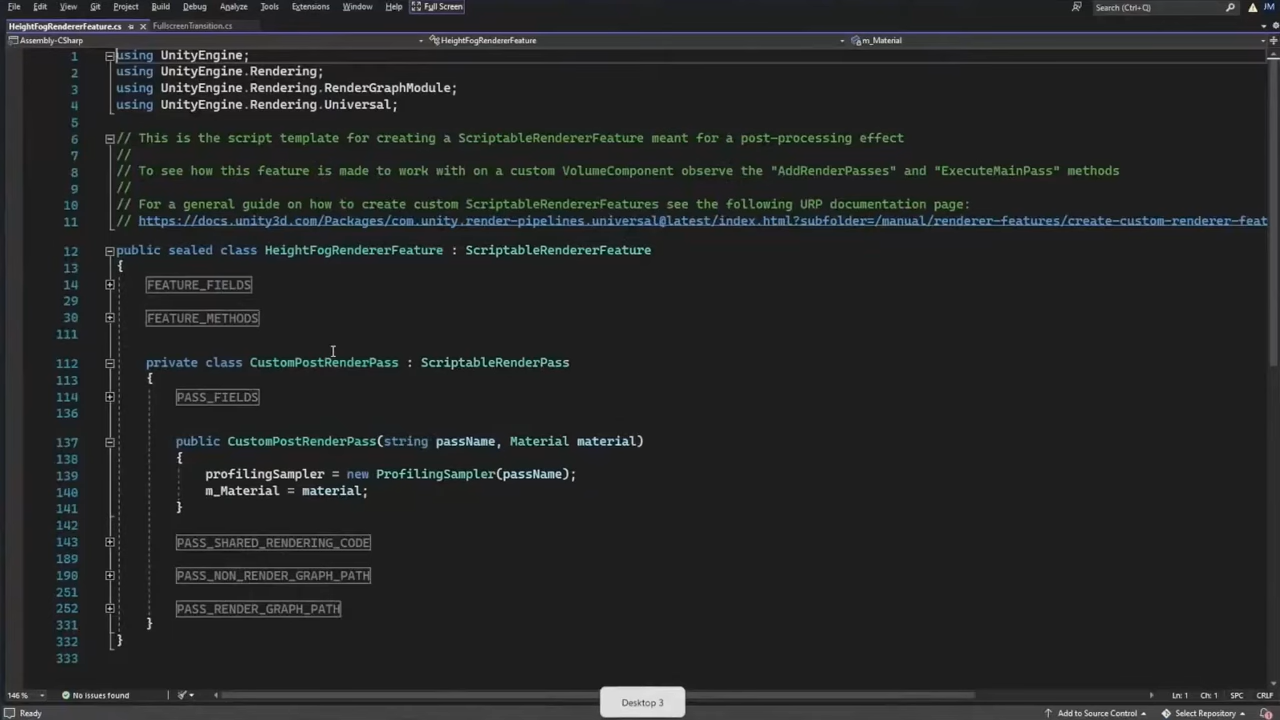 File Edit View Git Project Build Debug Analyze Tools Extensions Window Help Full Screen Search (Ctrl+Q) JM
HeightFogRendererFeature.cs FullscreenTransition.cs
Assembly-CSharp HeightFogRendererFeature m_Material
1 using UnityEngine;
2 using UnityEngine.Rendering;
3 using UnityEngine.Rendering.RenderGraphModule;
4 using UnityEngine.Rendering.Universal;
5
6 // This is the script template for creating a ScriptableRendererFeature meant for a post-processing effect
7 //
8 // To see how this feature is made to work with on a custom VolumeComponent observe the "AddRenderPasses" and "ExecuteMainPass" methods
9 //
10 // For a general guide on how to create custom ScriptableRendererFeatures see the following URP documentation page:
11 // https://docs.unity3d.com/Packages/com.unity.render-pipelines.universal@latest/index.html?subfolder=/manual/renderer-features/create-custom-renderer-feat
12 public sealed class HeightFogRendererFeature : ScriptableRendererFeature
13 {
14 FEATURE_FIELDS
29
30 FEATURE_METHODS
111
112 private class CustomPostRenderPass : ScriptableRenderPass
113 {
114 PASS_FIELDS
136
137 public CustomPostRenderPass(string passName, Material material)
138 {
139 profilingSampler = new ProfilingSampler(passName);
140 m_Material = material;
141 }
142
143 PASS_SHARED_RENDERING_CODE
189
190 PASS_NON_RENDER_GRAPH_PATH
251
252 PASS_RENDER_GRAPH_PATH
331 }
332 }
333
146 % No issues found Ln: 1 Ch: 1 SPC CRLF
Desktop 3
Ready Add to Source Control Select Repository